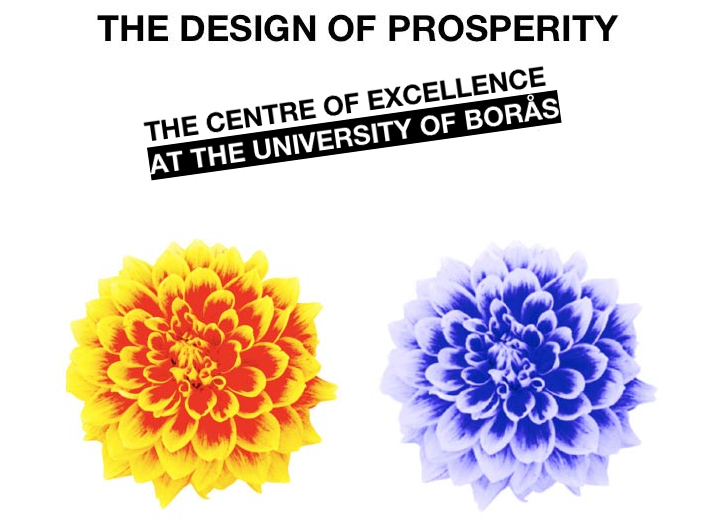 THE DESIGN OF PROSPERITY
THE CENTRE OF EXCELLENCE
AT THE UNIVERSITY OF BORÅS